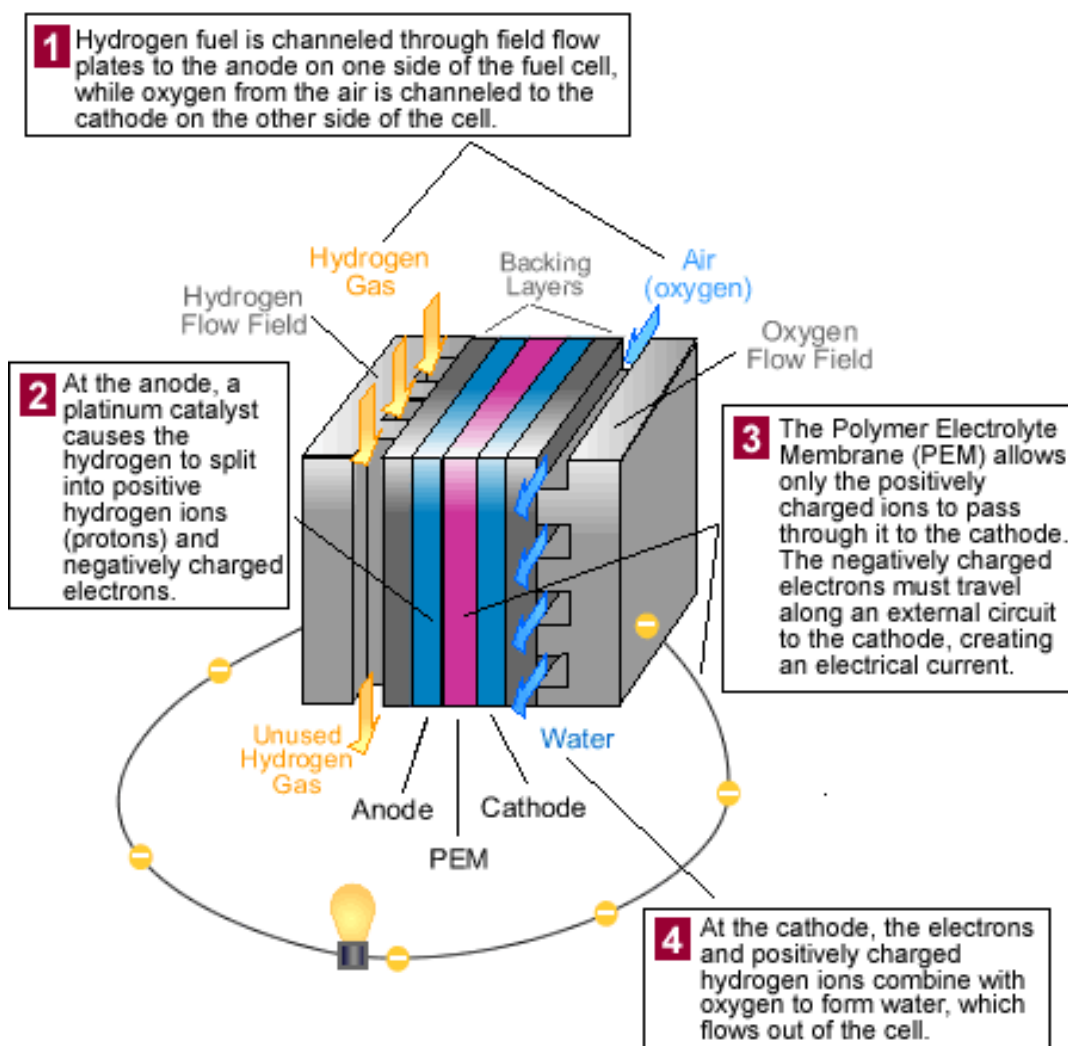 1
Hydrogen fuel is channeled through field flow
plates to the anode on one side of the fuel cell,
while oxygen from the air is channeled to the
cathode on the other side of the cell.
Hydrogen
Gas
Backing
Layers
Air
(oxygen)
Hydrogen
Flow Field
Oxygen
Flow Field
2
At the anode, a
platinum catalyst
causes the
hydrogen to split
into positive
hydrogen ions
(protons) and
negatively charged
electrons.
3
The Polymer Electrolyte
Membrane (PEM) allows
only the positively
charged ions to pass
through it to the cathode.
The negatively charged
electrons must travel
along an external circuit
to the cathode, creating
an electrical current.
Unused
Hydrogen
Gas
Water
Anode
Cathode
PEM
4
At the cathode, the electrons
and positively charged
hydrogen ions combine with
oxygen to form water, which
flows out of the cell.